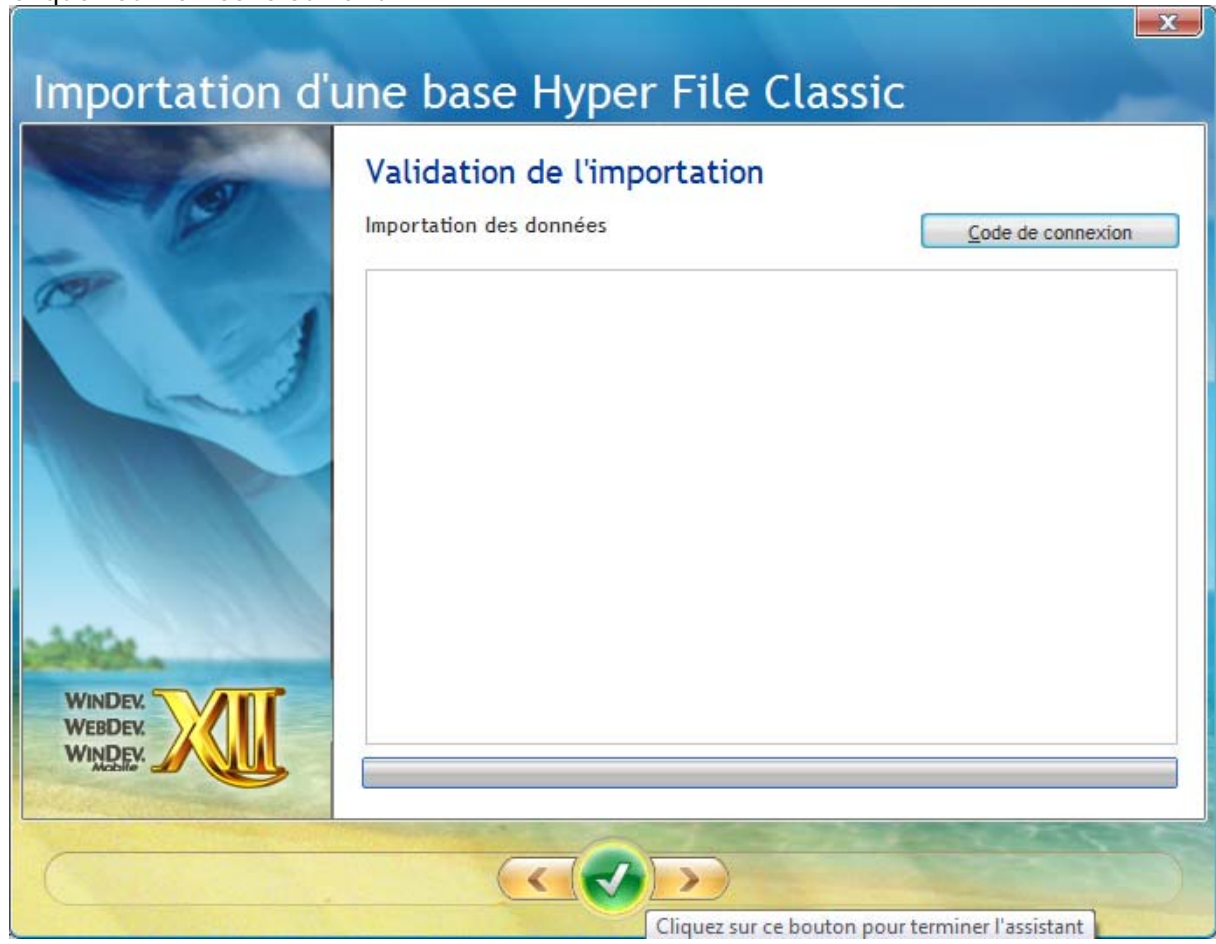 Importation d'une base Hyper File Classic
Validation de l'importation
Importation des données
Code de connexion
WINDEV.
WEBDEV.
WINDEV.
Mobile
XII
Cliquez sur ce bouton pour terminer l'assistant